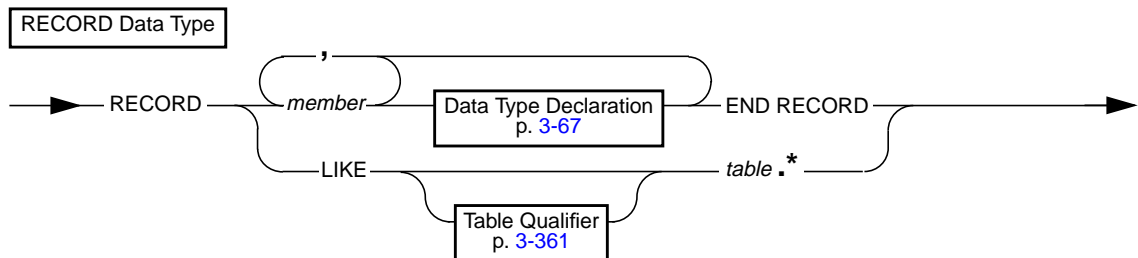 RECORD Data Type
,
RECORD member Data Type Declaration END RECORD
p. 3-67
LIKE table .*
Table Qualifier
p. 3-361